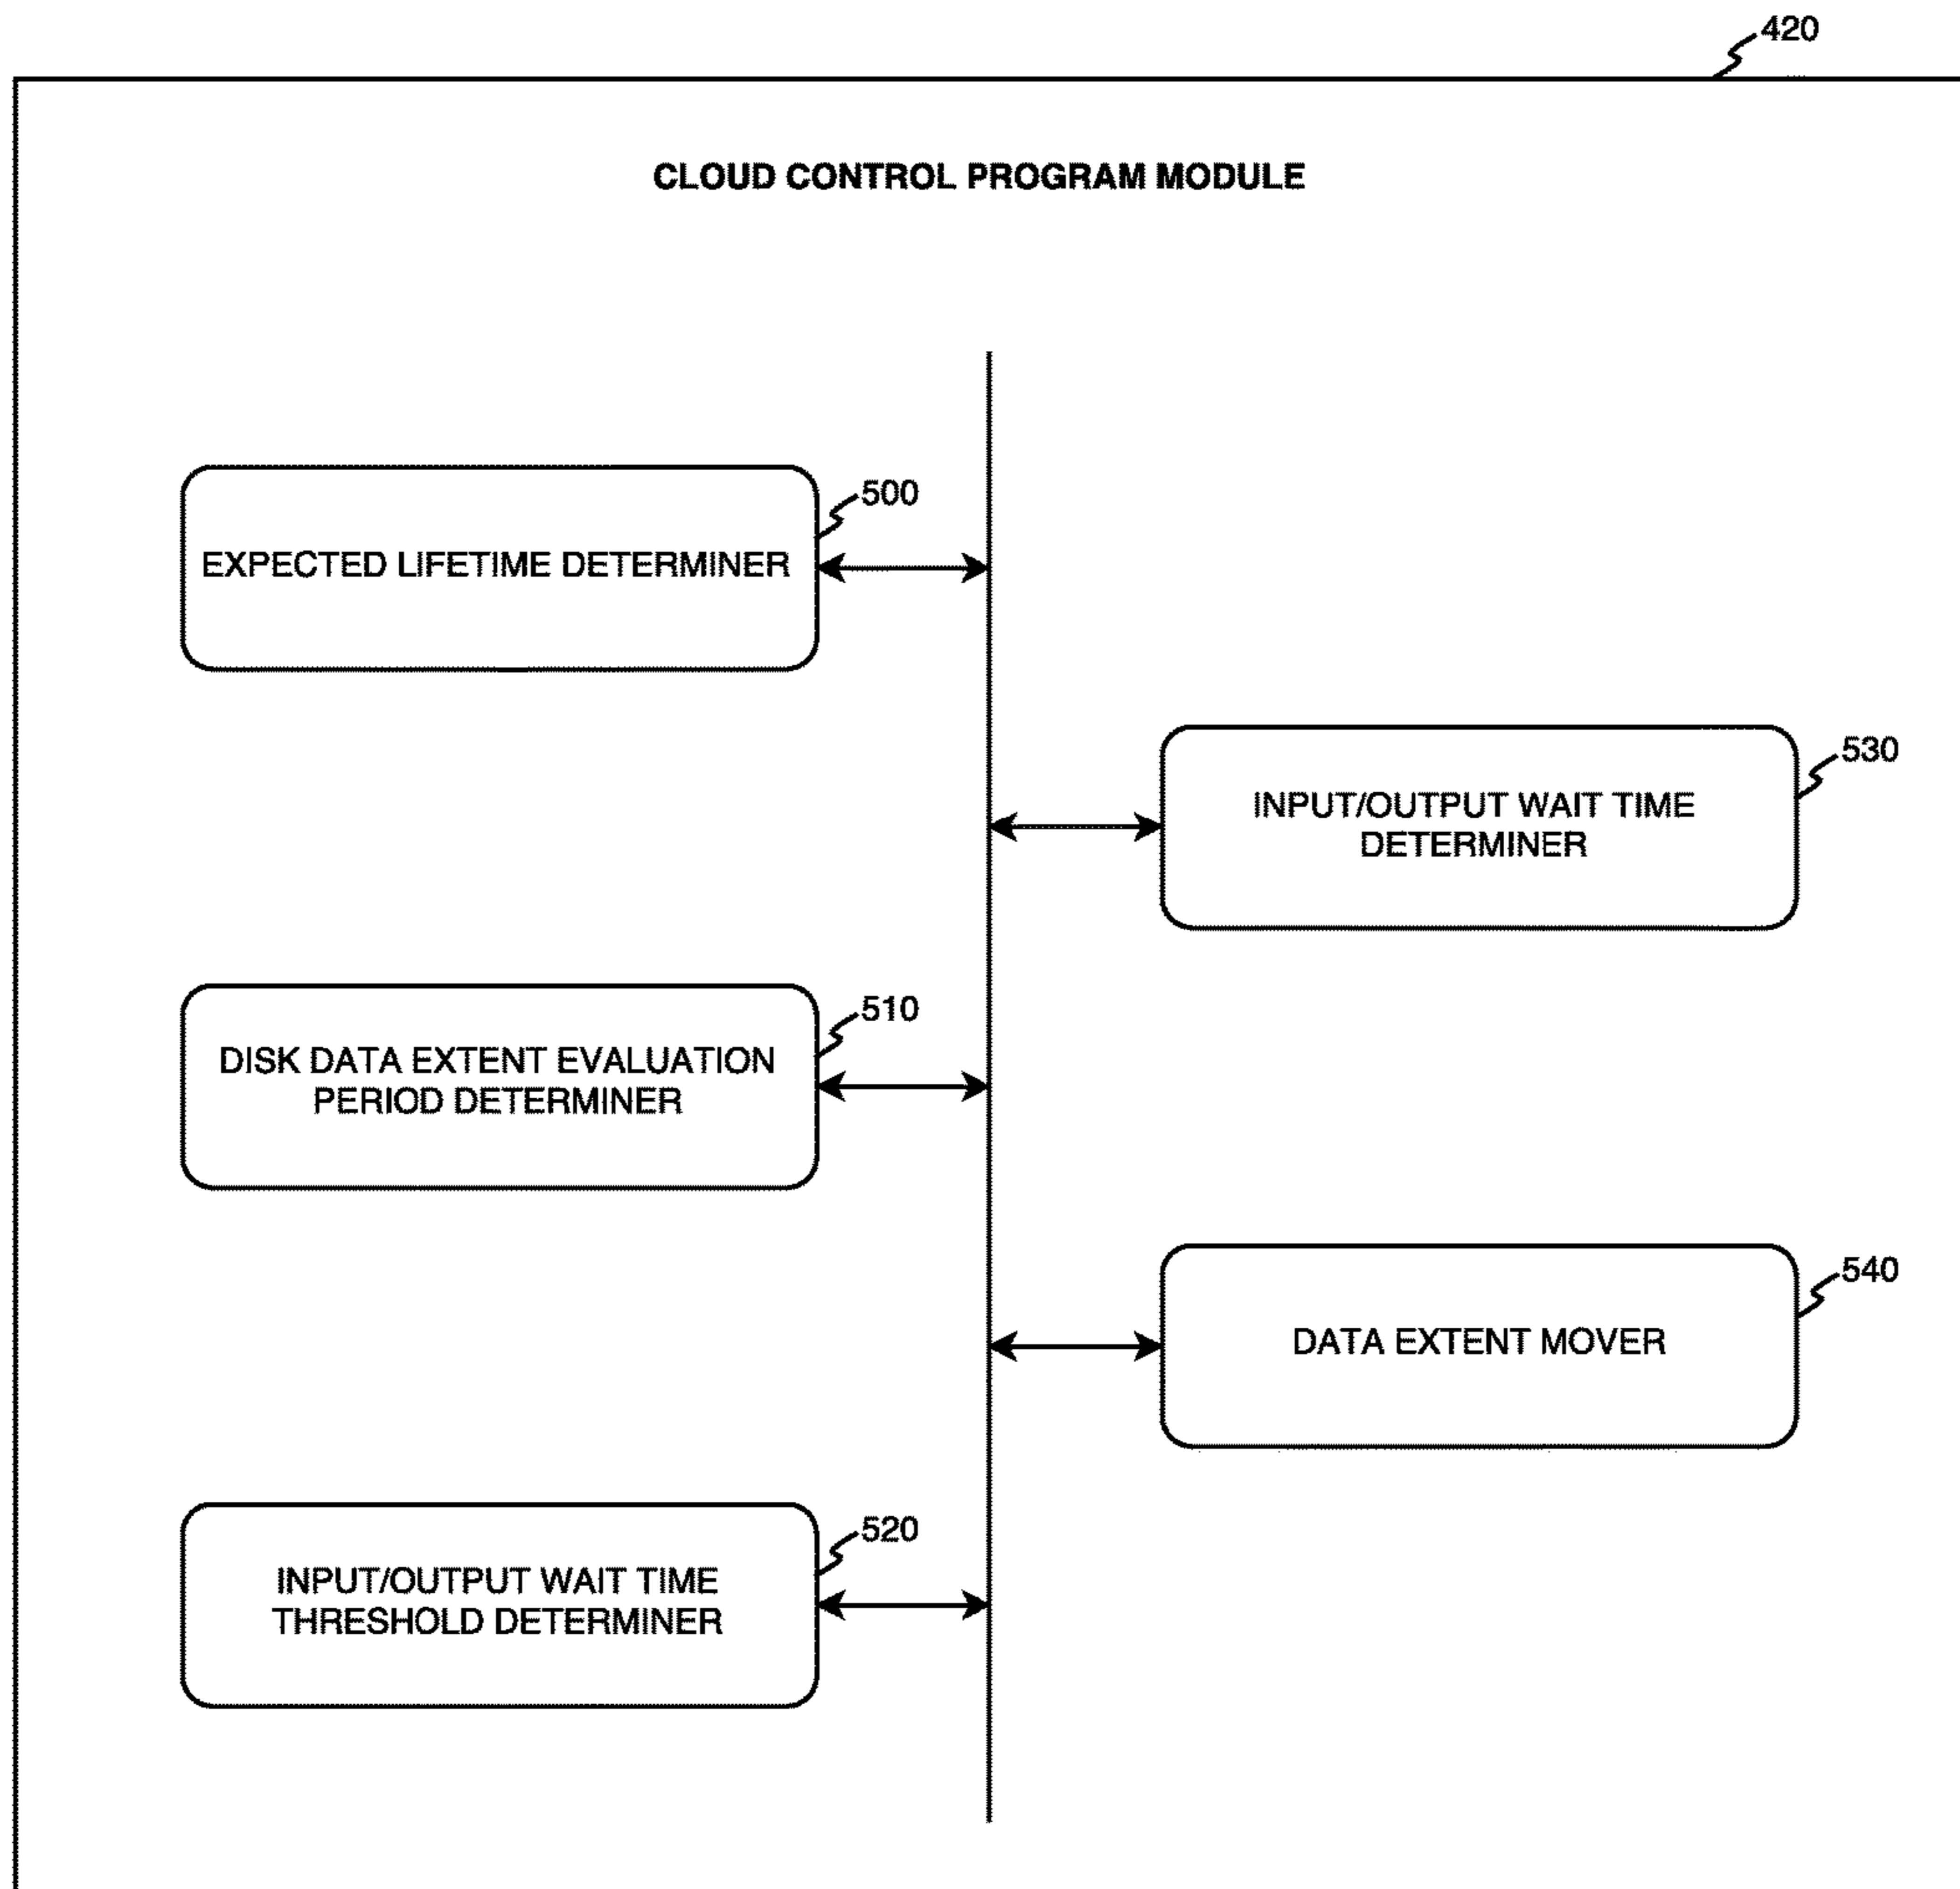 420
CLOUD CONTROL PROGRAM MODULE
500
EXPECTED LIFETIME DETERMINER
530
INPUT/OUTPUT WAIT TIME
DETERMINER
510
DISK DATA EXTENT EVALUATION
PERIOD DETERMINER
540
DATA EXTENT MOVER
520
INPUT/OUTPUT WAIT TIME
THRESHOLD DETERMINER